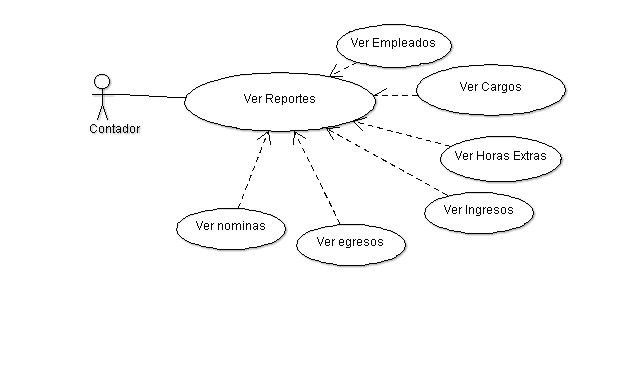 Ver Empleados
Ver Reportes
Ver Cargos
Contador
Ver Horas Extras
Ver Ingresos
Ver nominas
Ver egresos